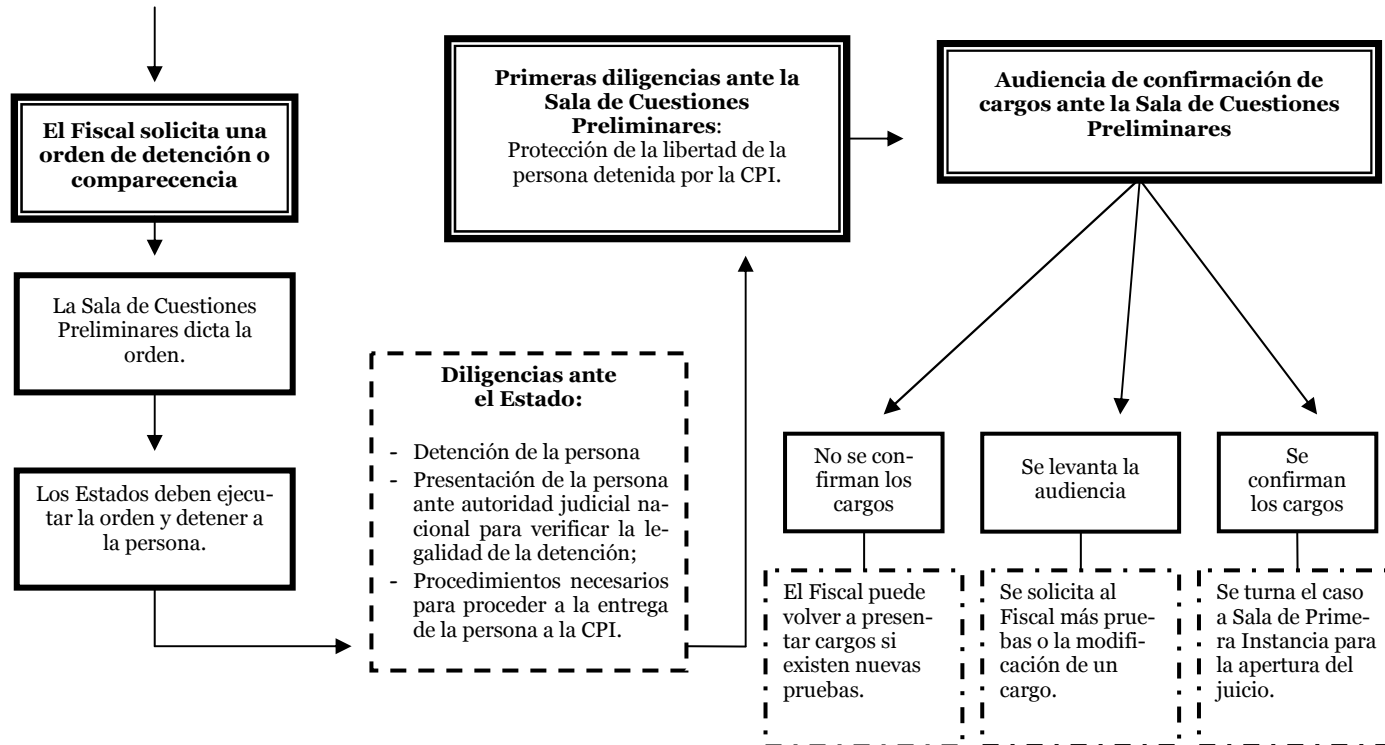 El Fiscal solicita una
orden de detención o
comparecencia
La Sala de Cuestiones
Preliminares dicta la
orden.
Los Estados deben ejecu-
tar la orden y detener a
la persona.
Diligencias ante
el Estado:
- Detención de la persona
- Presentación de la persona
ante autoridad judicial na-
cional para verificar la le-
galidad de la detención;
- Procedimientos necesarios
para proceder a la entrega
de la persona a la CPI.
Primeras diligencias ante la
Sala de Cuestiones
Preliminares:
Protección de la libertad de la
persona detenida por la CPI.
Audiencia de confirmación de
cargos ante la Sala de Cuestiones
Preliminares
No se con-
firman los
cargos
El Fiscal puede
volver a presen-
tar cargos si
existen nuevas
pruebas.
Se levanta la
audiencia
Se solicita al
Fiscal más prue-
bas o la modifi-
cación de un
cargo.
Se
confirman
los cargos
Se turna el caso
a Sala de Prime-
ra Instancia para
la apertura del
juicio.